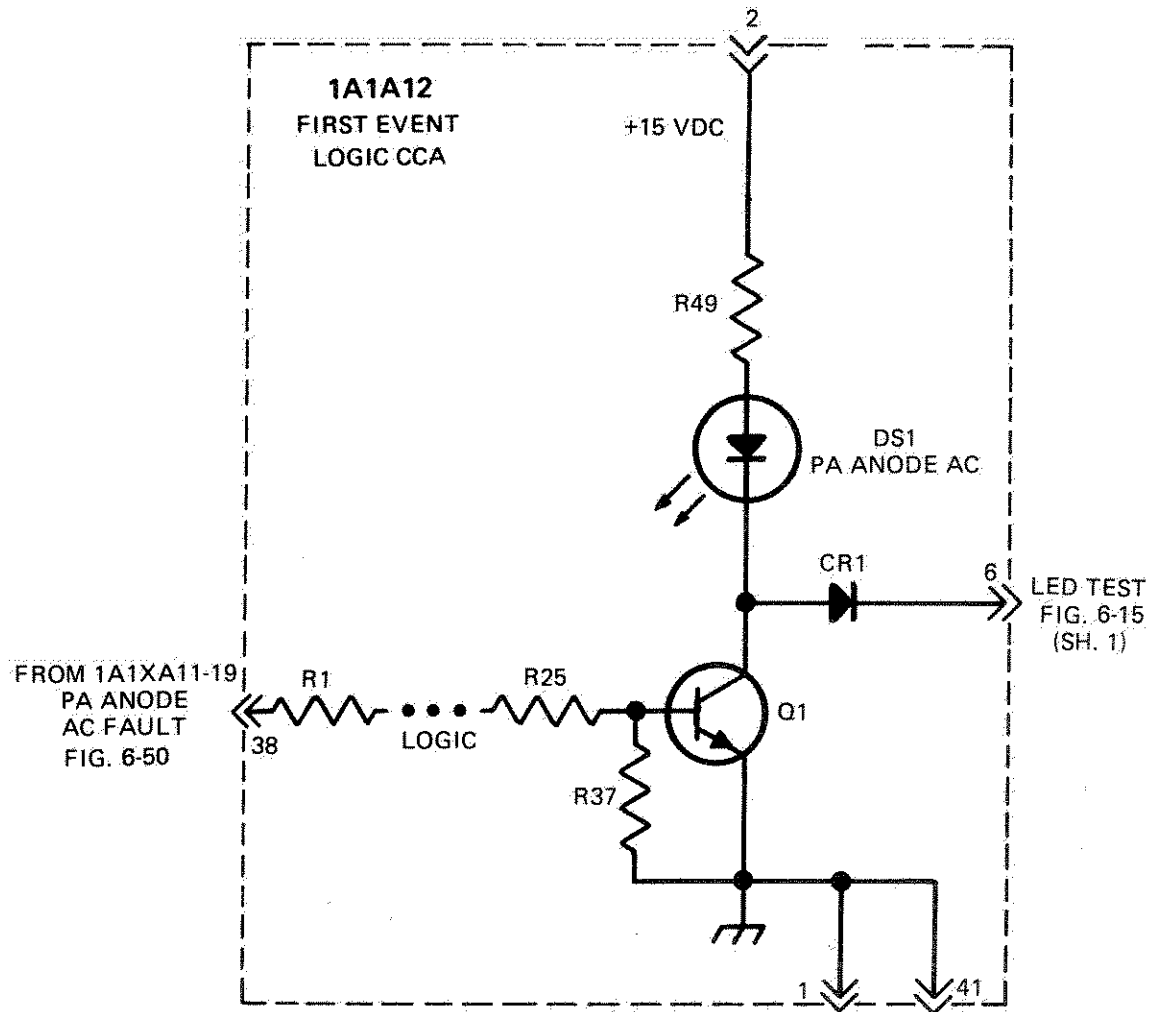 2
1A1A12
FIRST EVENT
LOGIC CCA
+15 VDC
R49
DS1
PA ANODE AC
CR1
6
LED TEST
FIG. 6-15
(SH. 1)
FROM 1A1XA11-19
PA ANODE
AC FAULT
FIG. 6-50
38
R1
LOGIC
R25
Q1
R37
1
41